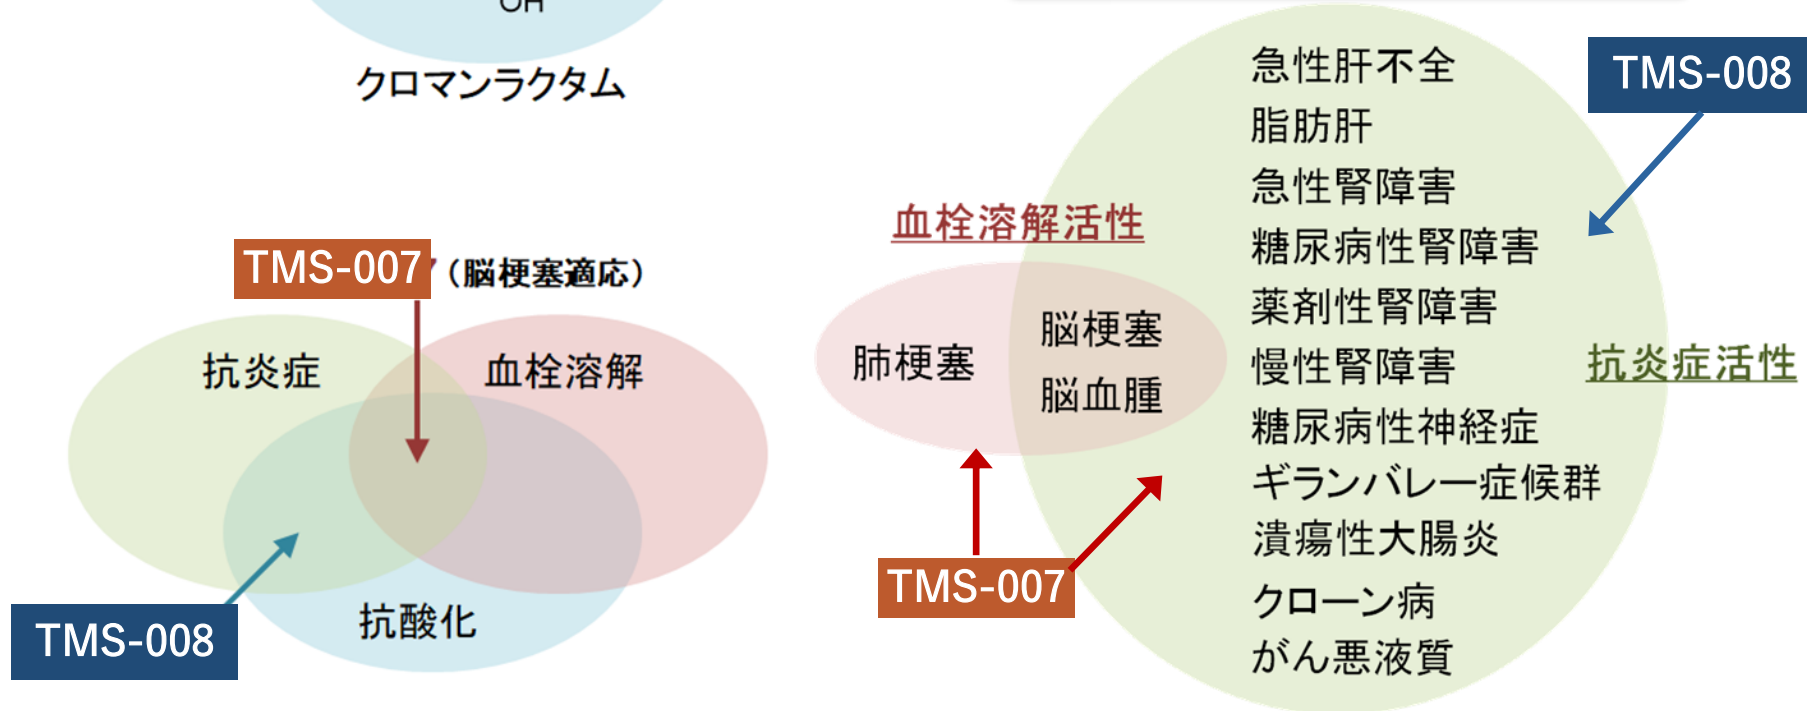 OH
クロマンラクタム
TMS-007
（脳梗塞適応）
抗炎症
血栓溶解
抗酸化
TMS-008
血栓溶解活性
肺梗塞
脳梗塞
脳血腫
TMS-007
急性肝不全
脂肪肝
急性腎障害
糖尿病性腎障害
薬剤性腎障害
慢性腎障害
糖尿病性神経症
ギランバレー症候群
潰瘍性大腸炎
クローン病
がん悪液質
TMS-008
抗炎症活性